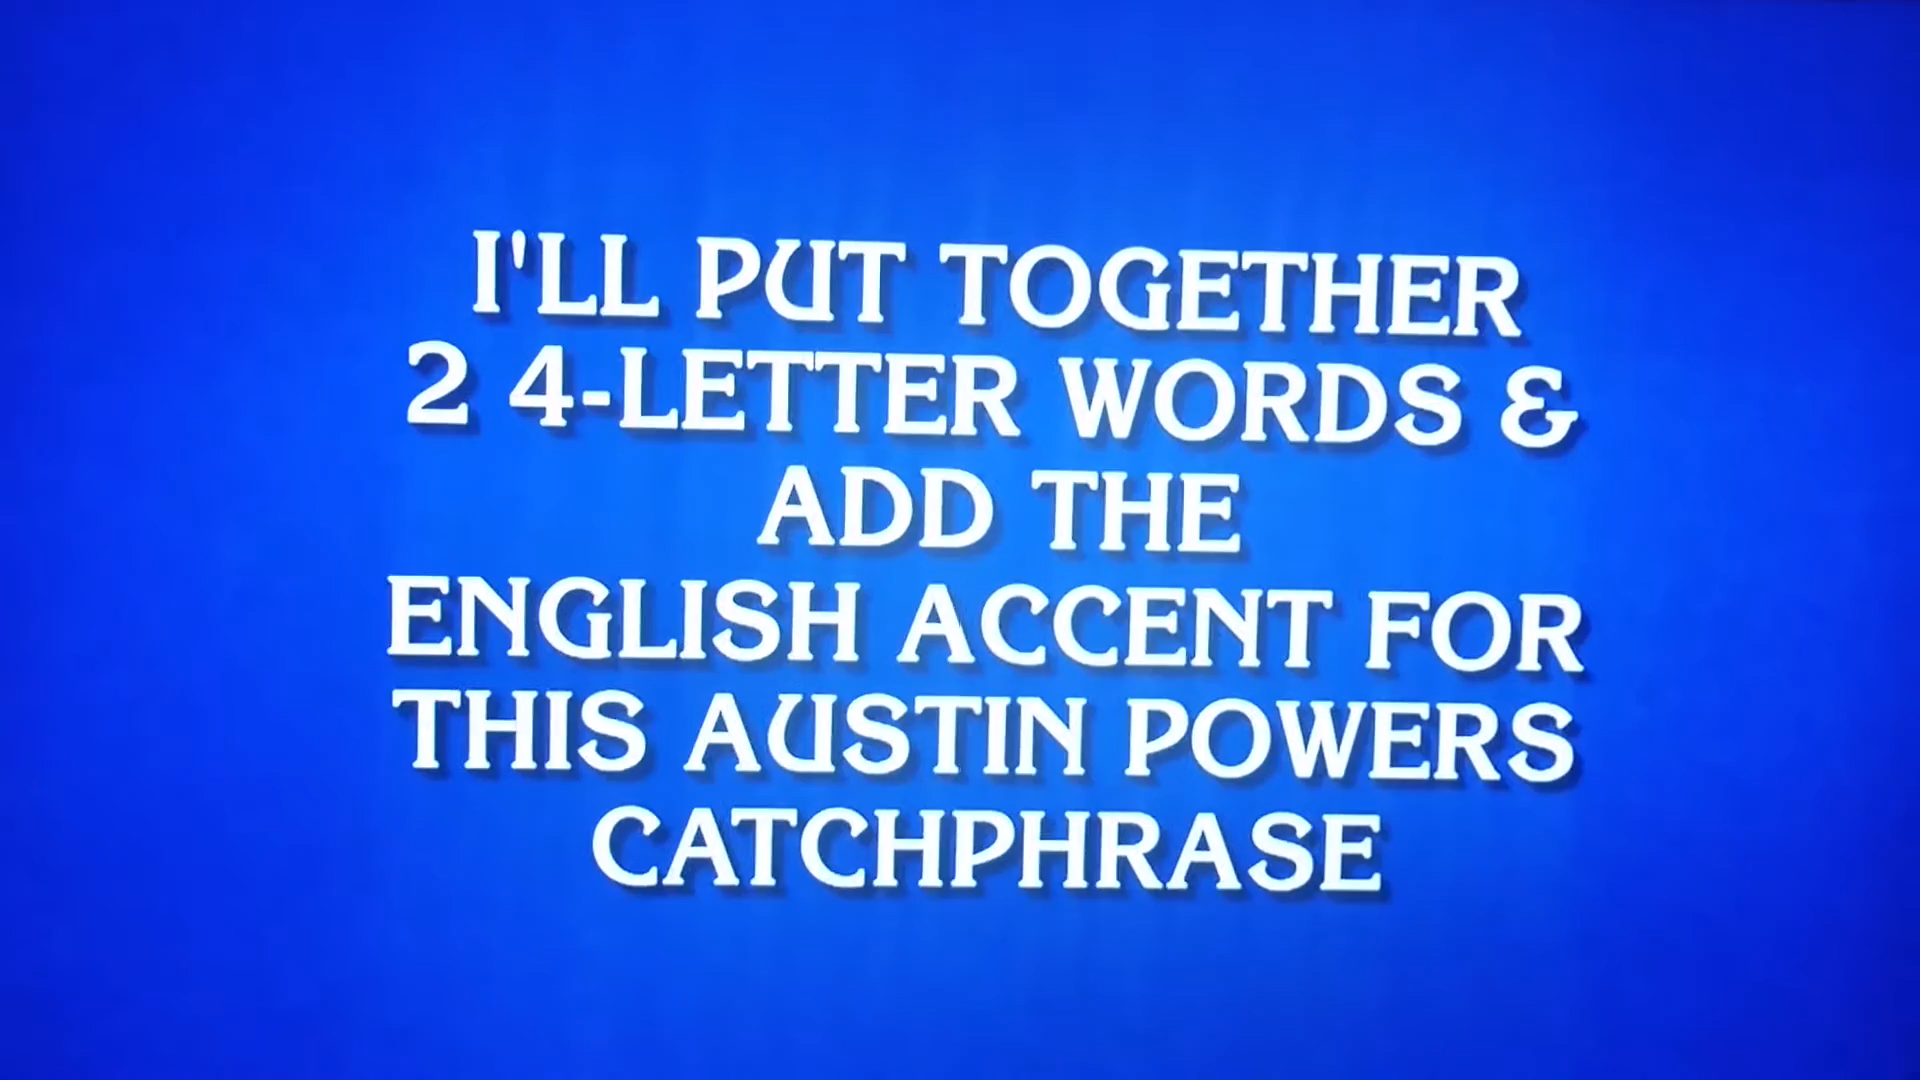 I'LL PUT TOGETHER
2 4-LETTER WORDS &
ADD THE
ENGLISH ACCENT FOR
THIS AUSTIN POWERS
CATCHPHRASE